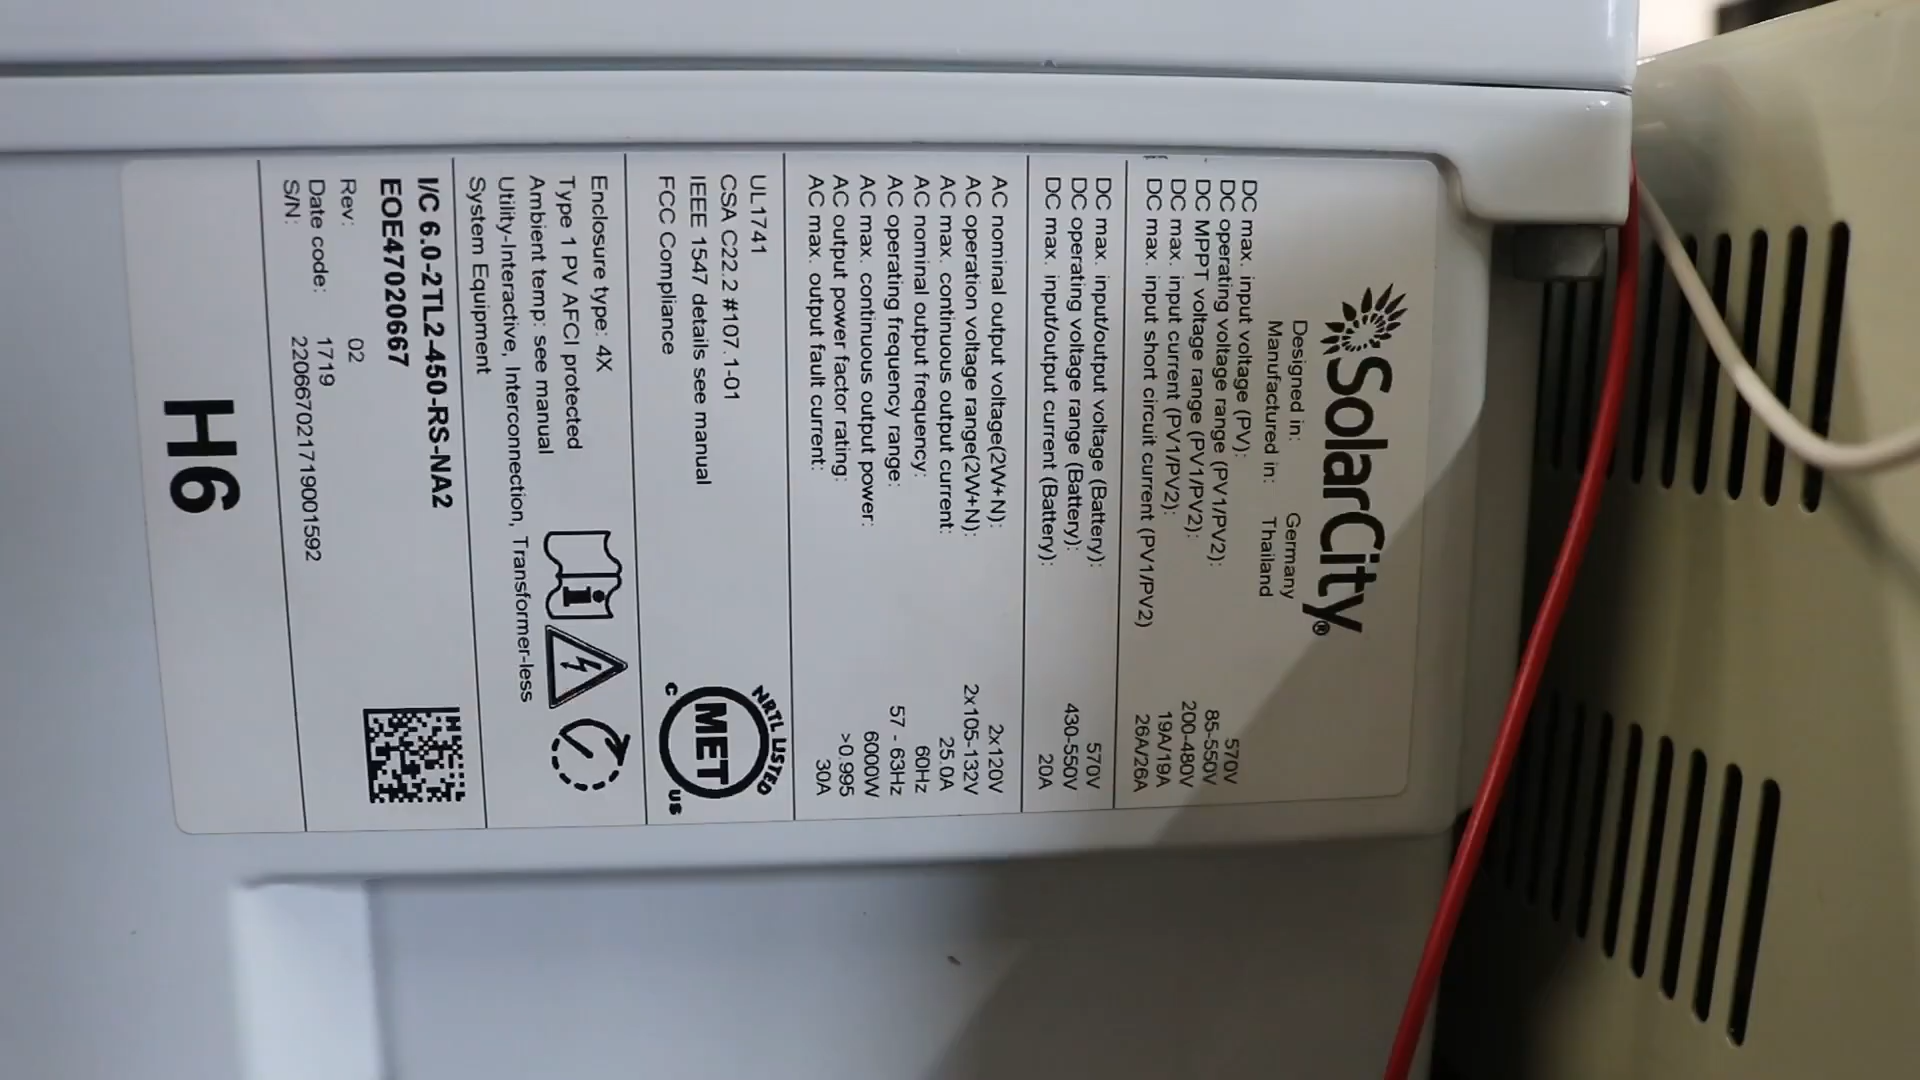 SolarCity®
Designed in: Germany
Manufactured in: Thailand
DC max. input voltage (PV): 570V
DC operating voltage range (PV1/PV2): 85-550V
DC MPPT voltage range (PV1/PV2): 200-480V
DC max. input current (PV1/PV2): 19A/19A
DC max. input short circuit current (PV1/PV2) 26A/26A
DC max. input/output voltage (Battery): 570V
DC operating voltage range (Battery): 430-550V
DC max. input/output current (Battery): 20A
AC nominal output voltage(2W+N): 2x120V
AC operation voltage range(2W+N): 2x105-132V
AC max. continuous output current: 25.0A
AC nominal output frequency: 60Hz
AC operating frequency range: 57 - 63Hz
AC max. continuous output power: 6000W
AC output power factor rating: >0.995
AC max. output fault current: 30A
UL1741
CSA C22.2 #107.1-01
IEEE 1547 details see manual
FCC Compliance
NRTL LISTED
MET
C US
Enclosure type: 4X
Type 1 PV AFCI protected
Ambient temp: see manual
Utility-Interactive, Interconnection, Transformer-less
System Equipment
I/C 6.0-2TL2-450-RS-NA2
EOE47020667
Rev: 02
Date code: 1719
S/N: 220667021719001592
H6